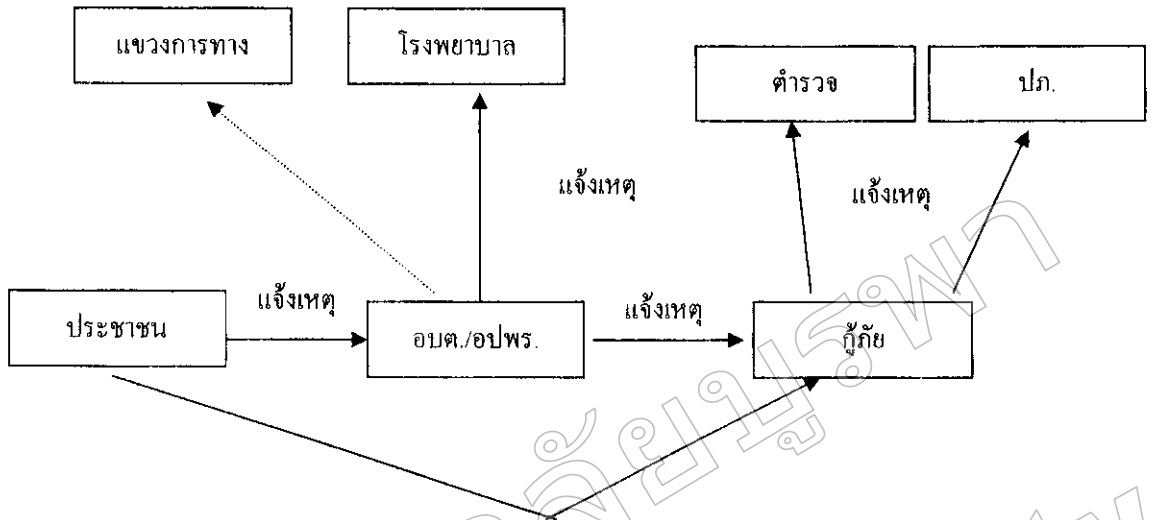 แขวงการทาง
โรงพยาบาล
ตำรวจ
ปภ.
แจ้งเหตุ
แจ้งเหตุ
ประชาชน
แจ้งเหตุ
อบต./อปพร.
แจ้งเหตุ
กู้ภัย